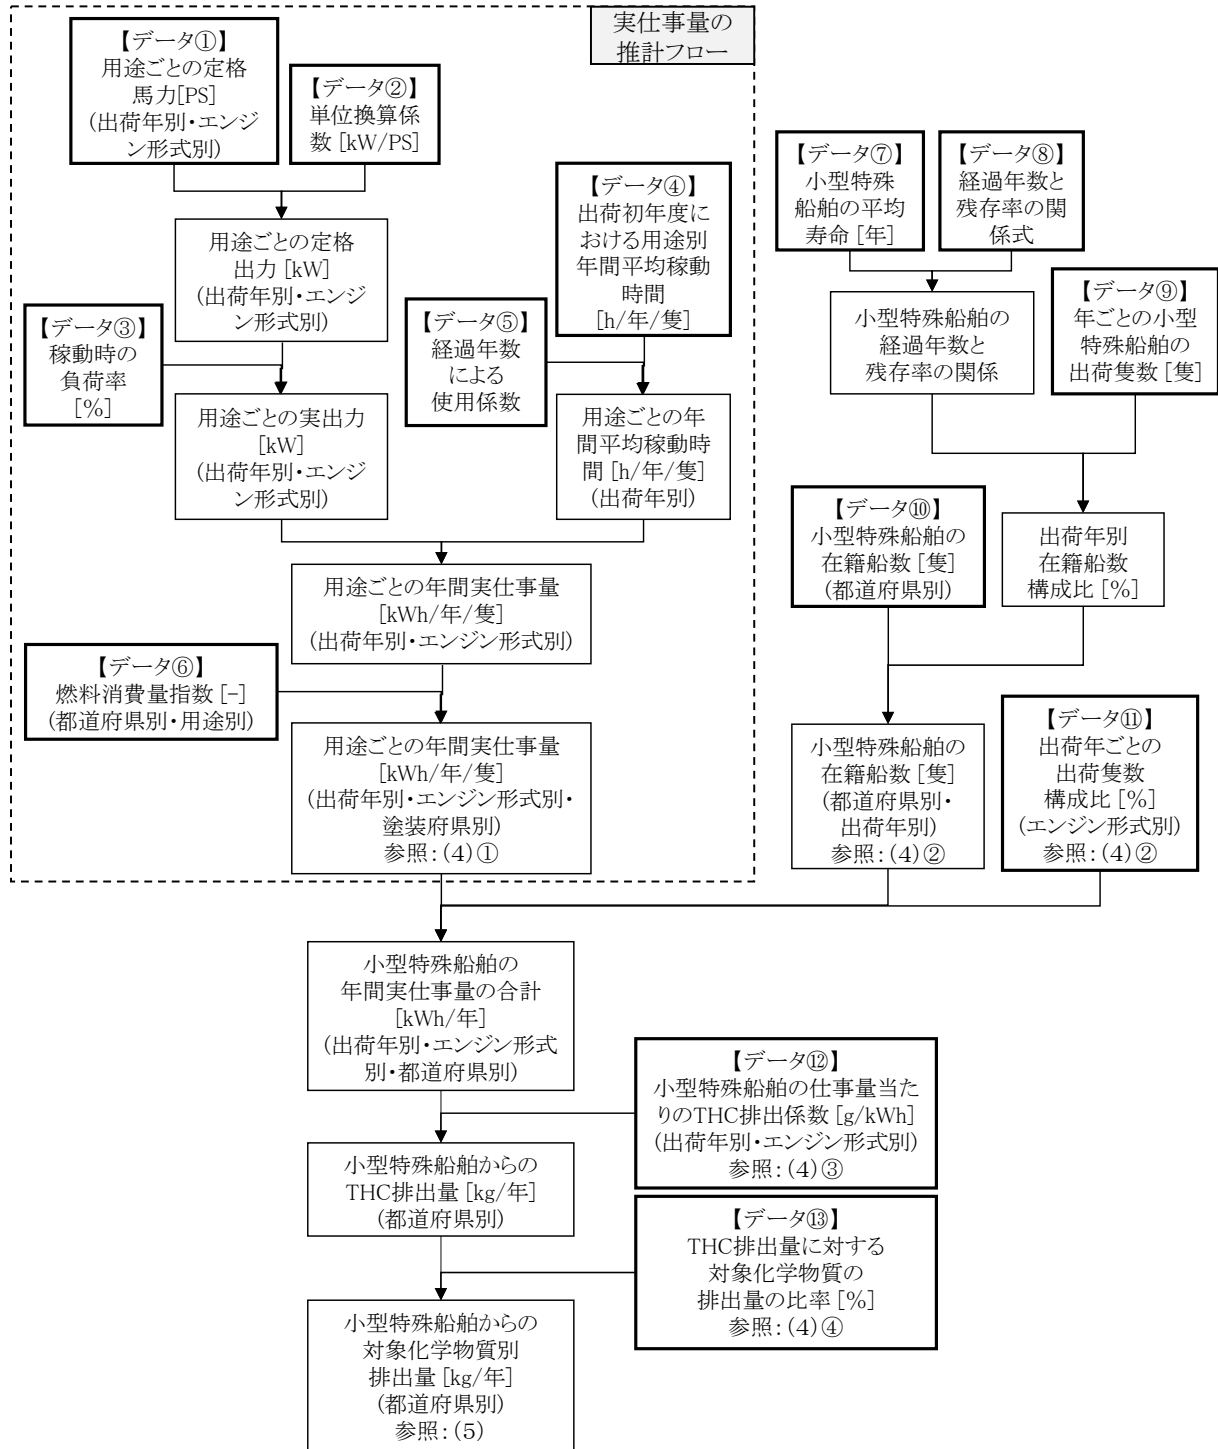 実仕事量の
推計フロー
【データ①】
用途ごとの定格
馬力[PS]
(出荷年別・エンジ
ン形式別)
【データ②】
単位換算係
数[kW/PS]
用途ごとの定格
出力[kW]
(出荷年別・エンジ
ン形式別)
【データ③】
稼動時の
負荷率
[%]
用途ごとの実出力
[kW]
(出荷年別・エンジ
ン形式別)
【データ④】
出荷初年度に
おける用途別
年間平均稼動
時間
[h/年/隻]
【データ⑤】
経過年数
による
使用係数
用途ごとの年
間平均稼動時
間[h/年/隻]
(出荷年別)
用途ごとの年間実仕事量
[kWh/年/隻]
(出荷年別・エンジン形式別)
【データ⑥】
燃料消費量指数[-]
(都道府県別・用途別)
用途ごとの年間実仕事量
[kWh/年/隻]
(出荷年別・エンジン形式別・
塗装府県別)
参照：(4)①
【データ⑦】
小型特殊
船舶の平均
寿命[年]
【データ⑧】
経過年数と
残存率の関
係式
小型特殊船舶の
経過年数と
残存率の関係
【データ⑨】
年ごとの小型
特殊船舶の
出荷隻数[隻]
【データ⑩】
小型特殊船舶の
在籍船数[隻]
(都道府県別)
出荷年別
在籍船数
構成比[%]
小型特殊船舶の
在籍船数[隻]
(都道府県別・
出荷年別)
参照：(4)②
【データ⑪】
出荷年ごとの
出荷隻数
構成比[%]
(エンジン形式別)
参照：(4)②
小型特殊船舶の
年間実仕事量の合計
[kWh/年]
(出荷年別・エンジン形式
別・都道府県別)
【データ⑫】
小型特殊船舶の仕事量当た
りのTHC排出係数[g/kWh]
(出荷年別・エンジン形式別)
参照：(4)③
小型特殊船舶からの
THC排出量[kg/年]
(都道府県別)
【データ⑬】
THC排出量に対する
対象化学物質の
排出量の比率[%]
参照：(4)④
小型特殊船舶からの
対象化学物質別
排出量[kg/年]
(都道府県別)
参照：(5)